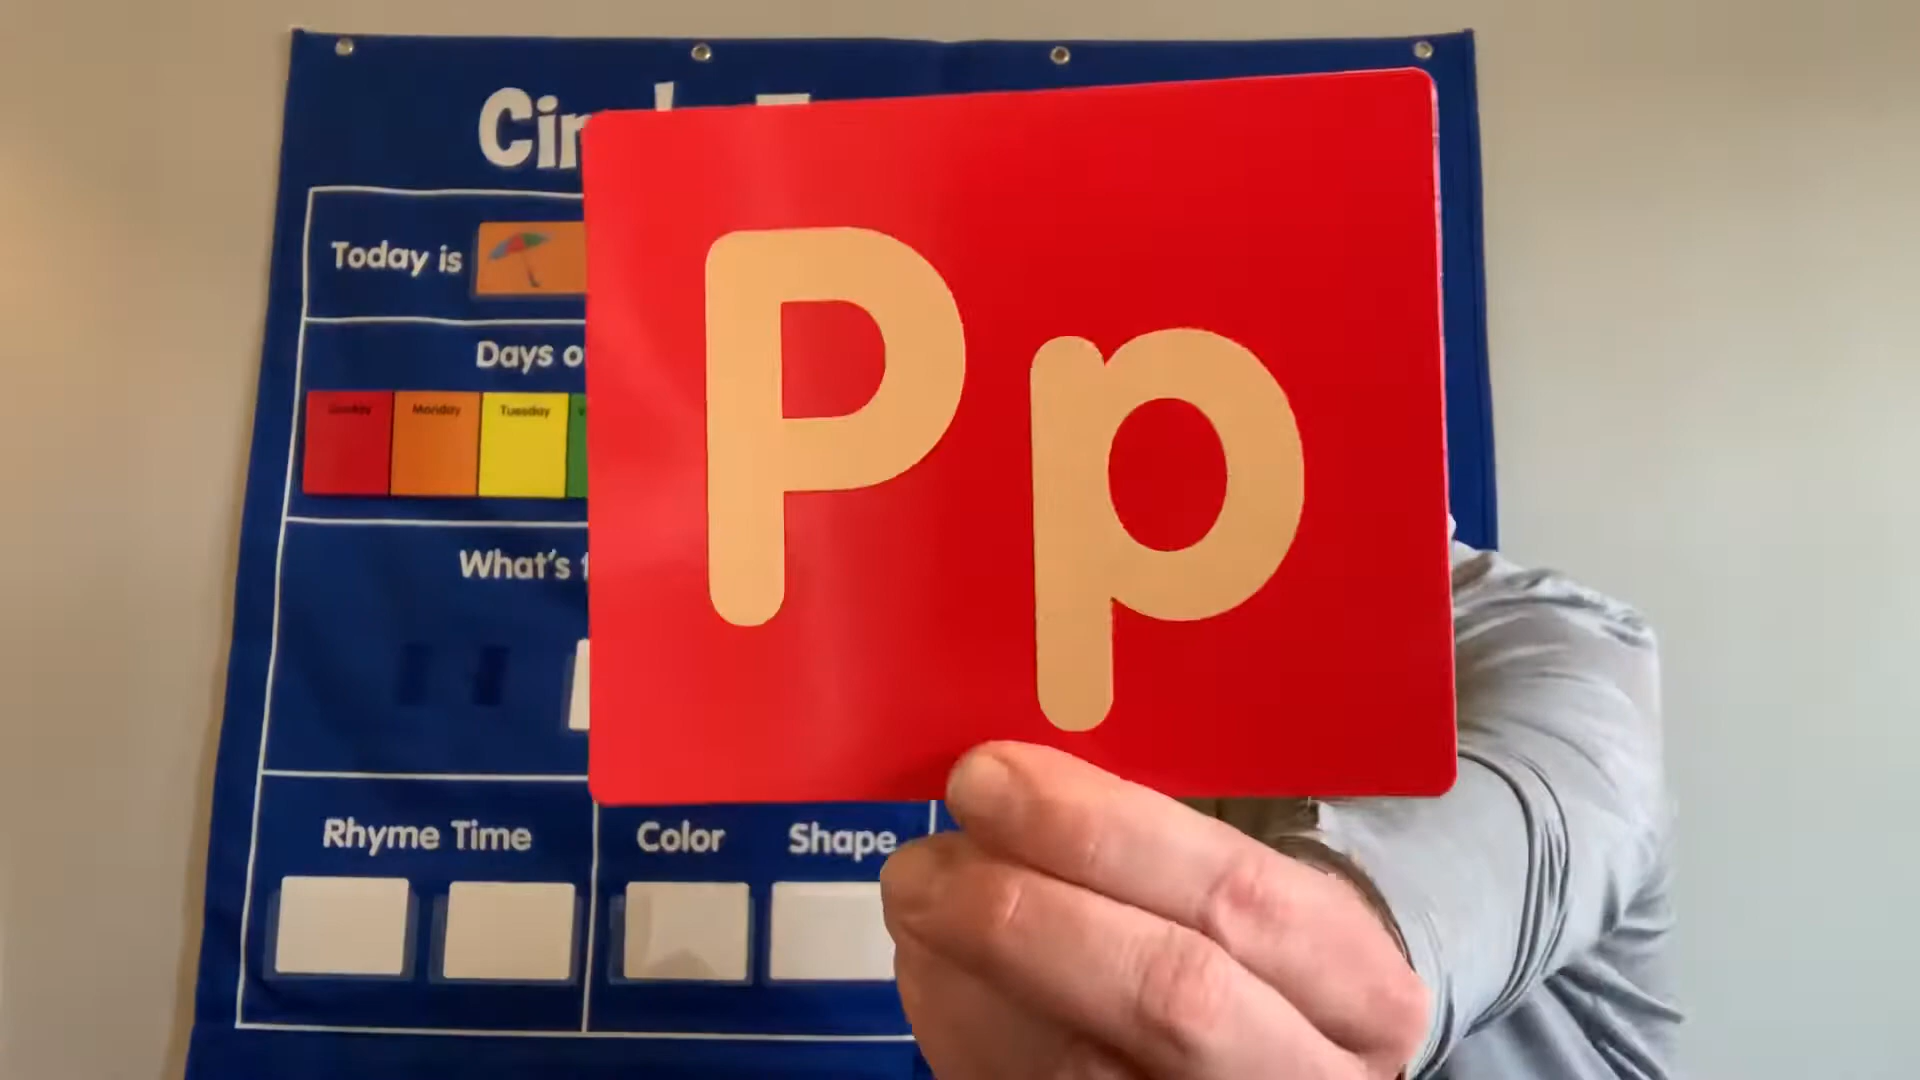 Today is
Days
Sunday Monday Tuesday
What's
Rhyme Time
Color Shape
Pp